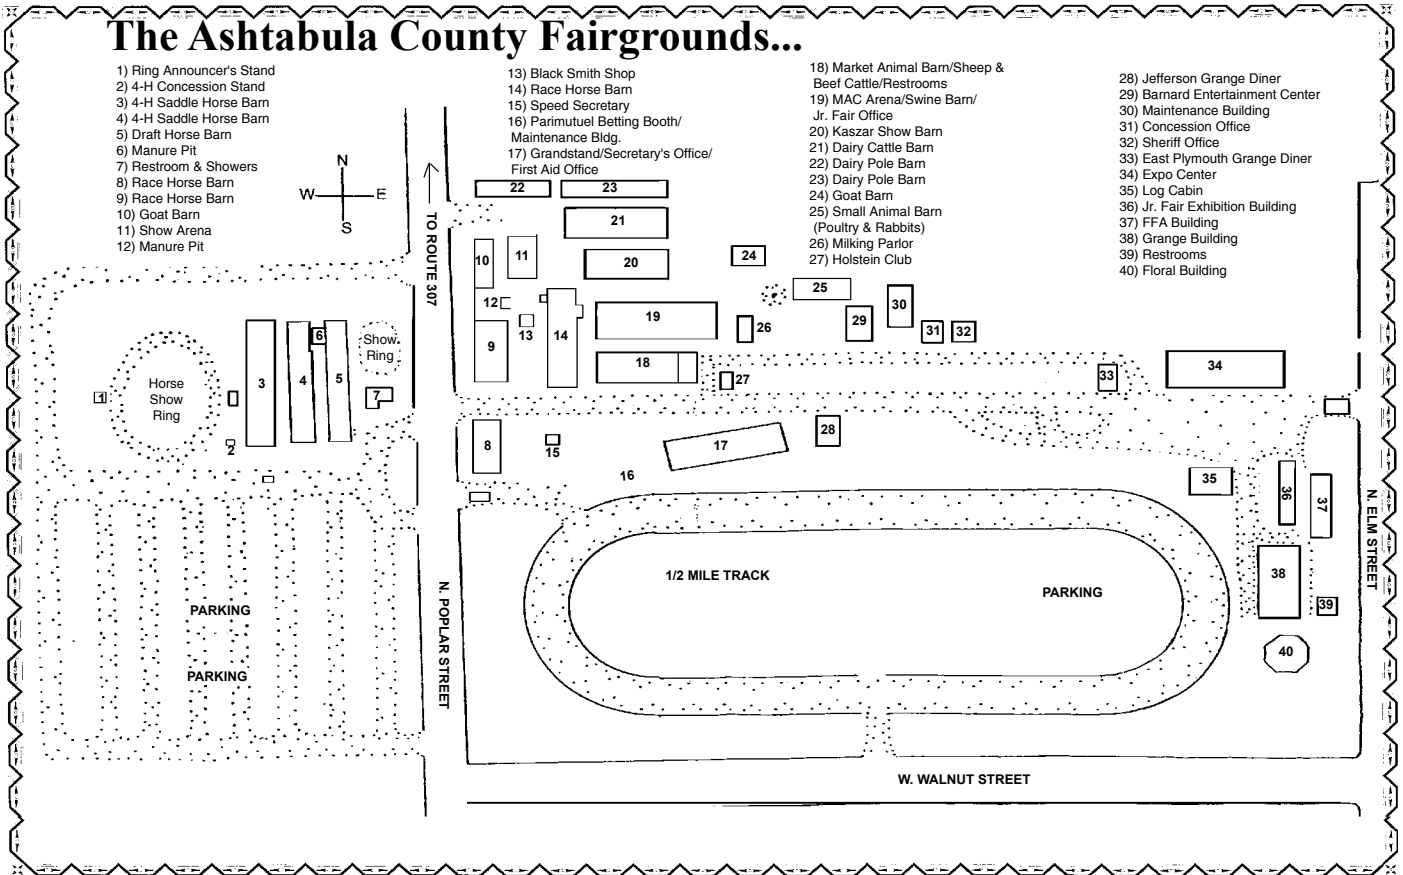 The Ashtabula County Fairgrounds...
1) Ring Announcer's Stand
2) 4-H Concession Stand
3) 4-H Saddle Horse Barn
4) 4-H Saddle Horse Barn
5) Draft Horse Barn
6) Manure Pit
7) Restroom & Showers
8) Race Horse Barn
9) Race Horse Barn
10) Goat Barn
11) Show Arena
12) Manure Pit
13) Black Smith Shop
14) Race Horse Barn
15) Speed Secretary
16) Parimutuel Betting Booth/
Maintenance Bldg.
17) Grandstand/Secretary's Office/
First Aid Office
18) Market Animal Barn/Sheep &
Beef Cattle/Restrooms
19) MAC Arena/Swine Barn/
Jr. Fair Office
20) Kaszar Show Barn
21) Dairy Cattle Barn
22) Dairy Pole Barn
23) Dairy Pole Barn
24) Goat Barn
25) Small Animal Barn
(Poultry & Rabbits)
26) Milking Parlor
27) Holstein Club
28) Jefferson Grange Diner
29) Barnard Entertainment Center
30) Maintenance Building
31) Concession Office
32) Sheriff Office
33) East Plymouth Grange Diner
34) Expo Center
35) Log Cabin
36) Jr. Fair Exhibition Building
37) FFA Building
38) Grange Building
39) Restrooms
40) Floral Building
N
W E
S
TO ROUTE 307
22
23
21
20
10
11
12
13
14
9
19
18
24
25
26
27
29
30
31
32
33
34
1
Horse
Show
Ring
2
3
4
6
5
Show
Ring
7
8
15
16
17
28
35
36
37
38
39
40
N. ELM STREET
1/2 MILE TRACK
PARKING
PARKING
PARKING
N. POPLAR STREET
W. WALNUT STREET